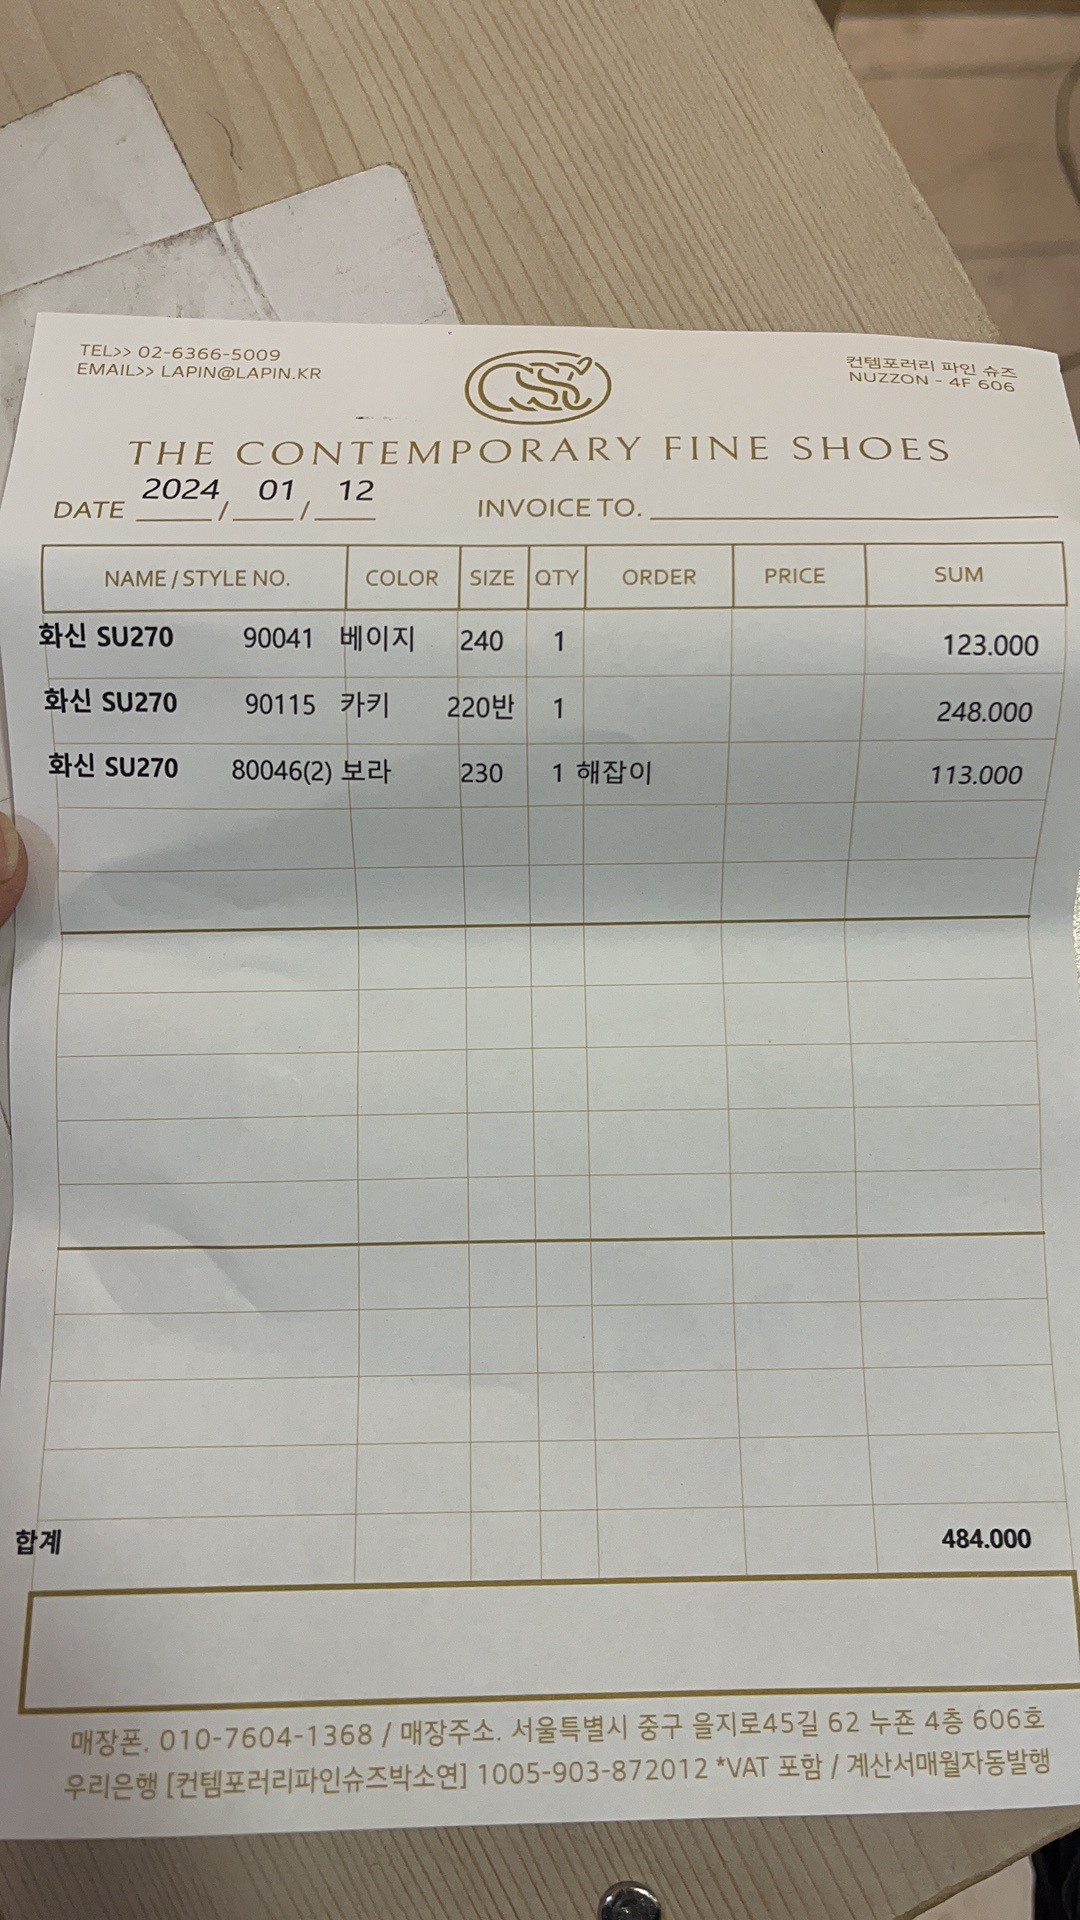 TEL>> 02-6366-5009
EMAIL>> LAPIN@LAPIN.KR
컨템포러리 파인 슈즈
NUZZON - 4F 606
CSF
THE CONTEMPORARY FINE SHOES
DATE 2024 / 01 / 12 INVOICE TO.
NAME / STYLE NO. COLOR SIZE QTY ORDER PRICE SUM
화신 SU270 90041 베이지 240 1 123.000
화신 SU270 90115 카키 220반 1 248.000
화신 SU270 80046(2) 보라 230 1 해잡이 113.000
합계 484.000
매장폰. 010-7604-1368 / 매장주소. 서울특별시 중구 을지로45길 62 누죤 4층 606호
우리은행 [컨템포러리파인슈즈박소연] 1005-903-872012 *VAT 포함 / 계산서매월자동발행